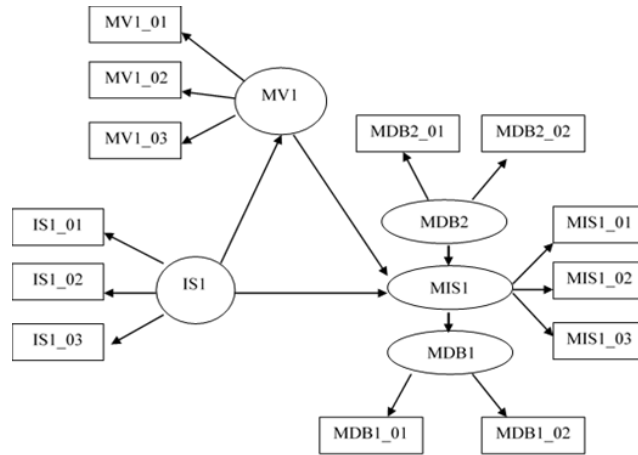 MV1_01
MV1_02
MV1_03
MV1
MDB2_01
MDB2_02
MDB2
IS1_01
IS1_02
IS1_03
IS1
MIS1
MIS1_01
MIS1_02
MIS1_03
MDB1
MDB1_01
MDB1_02